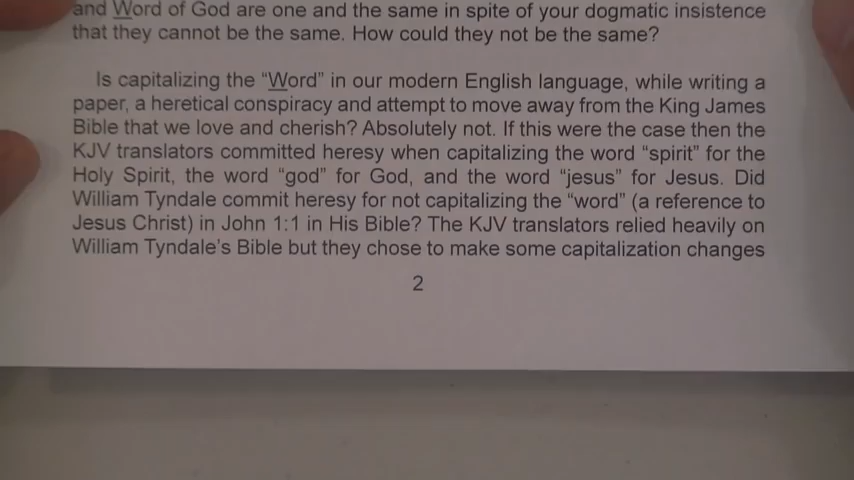 and Word of God are one and the same in spite of your dogmatic insistence
that they cannot be the same. How could they not be the same?
Is capitalizing the “Word” in our modern English language, while writing a
paper, a heretical conspiracy and attempt to move away from the King James
Bible that we love and cherish? Absolutely not. If this were the case then the
KJV translators committed heresy when capitalizing the word “spirit” for the
Holy Spirit, the word “god” for God, and the word “jesus” for Jesus. Did
William Tyndale commit heresy for not capitalizing the “word” (a reference to
Jesus Christ) in John 1:1 in His Bible? The KJV translators relied heavily on
William Tyndale’s Bible but they chose to make some capitalization changes
2